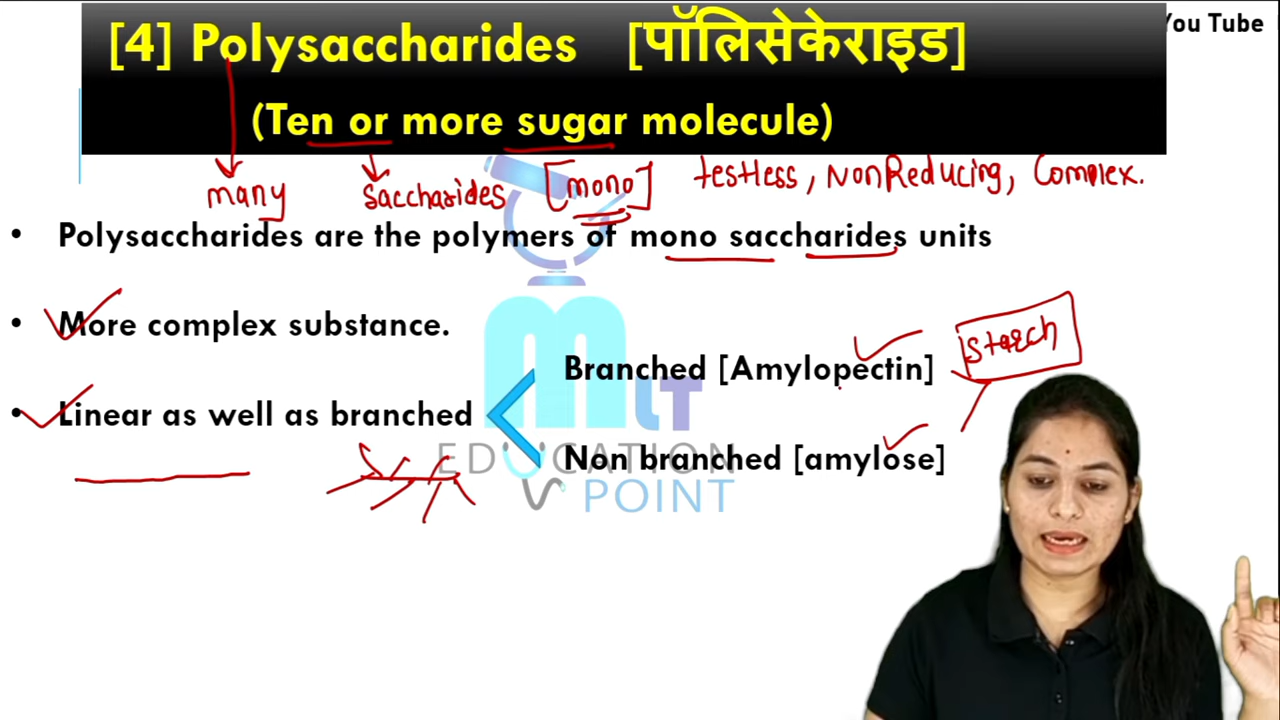 You Tube
[4] Polysaccharides [पॉलिसेकेराइड]
(Ten or more sugar molecule)
many saccharides [mono] testless, NonReducing, Complex.
• Polysaccharides are the polymers of mono saccharides units
• More complex substance.
starch
Branched [Amylopectin]
• Linear as well as branched
Non branched [amylose]
MLT
EDUCATION
POINT